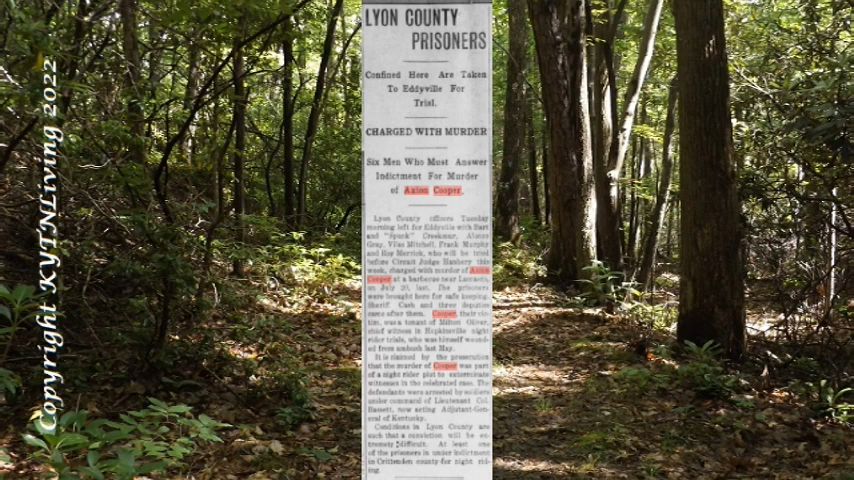 LYON COUNTY
PRISONERS
Confined Here Are Taken
To Eddyville For
Trial.
CHARGED WITH MURDER
Six Men Who Must Answer
Indictment For Murder
of Axion Cooper.
Lyon County officers Tuesday
morning left for Eddyville with Bart
and "Spunk" Creekmur, Alonzo
Gray, Vilas Mitchell, Frank Murphy
and Roy Merrick, who will be tried
before Circuit Judge Hanbery this
week, charged with murder of Axion
Cooper at a barbecue near Lamasco,
on July 20, last. The prisoners
were brought here for safe keeping.
Sheriff Cash and three deputies
came after them. Cooper, their vic-
tim, was a tenant of Milton Oliver,
chief witness in Hopkinsville night
rider trials, who was himself wound-
ed from ambush last May.
It is claimed by the prosecution
that the murder of Cooper was part
of a night rider plot to exterminate
witnesses in the celebrated case. The
defendants were arrested by soldiers
under command of Lieutenant Col.
Bassett, now acting Adjutant-Gen-
eral of Kentucky.
Conditions in Lyon County are
such that a conviction will be ex-
tremely difficult. At least one
of the prisoners in under indictment
in Crittenden county for night rid-
ing.
Copyright KYTNLiving 2022